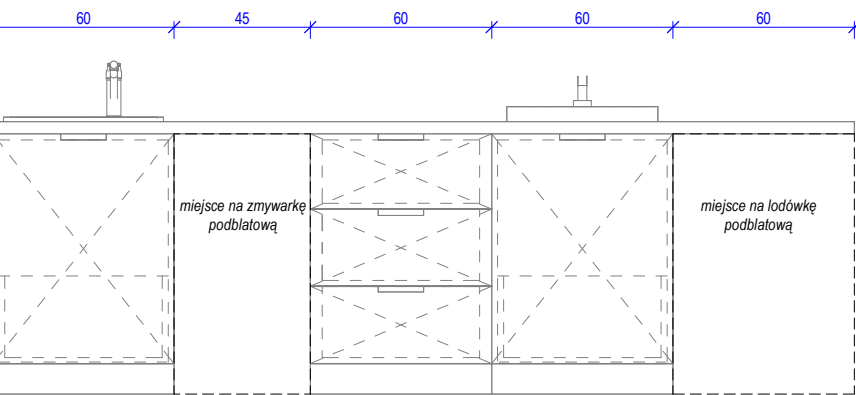 60 45 60 60 60
miejsce na zmywarkę
podblatową
miejsce na lodówkę
podblatową